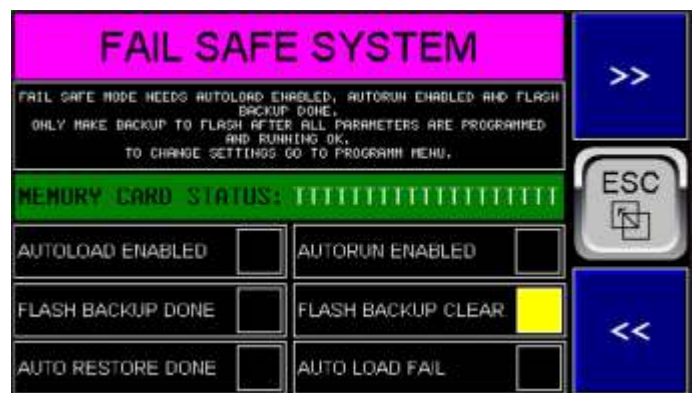 FAIL SAFE SYSTEM
FAIL SAFE MODE NEEDS AUTOLOAD ENABLED, AUTORUN ENABLED AND FLASH
BACKUP DONE.
ONLY MAKE BACKUP TO FLASH AFTER ALL PARAMETERS ARE PROGRAMMED
AND RUNNING OK.
TO CHANGE SETTINGS GO TO PROGRAMM MENU.
MEMORY CARD STATUS: IIIIIIIIIIIIIIIIIII
AUTOLOAD ENABLED
AUTORUN ENABLED
FLASH BACKUP DONE
FLASH BACKUP CLEAR
AUTO RESTORE DONE
AUTO LOAD FAIL
>>
ESC
<<